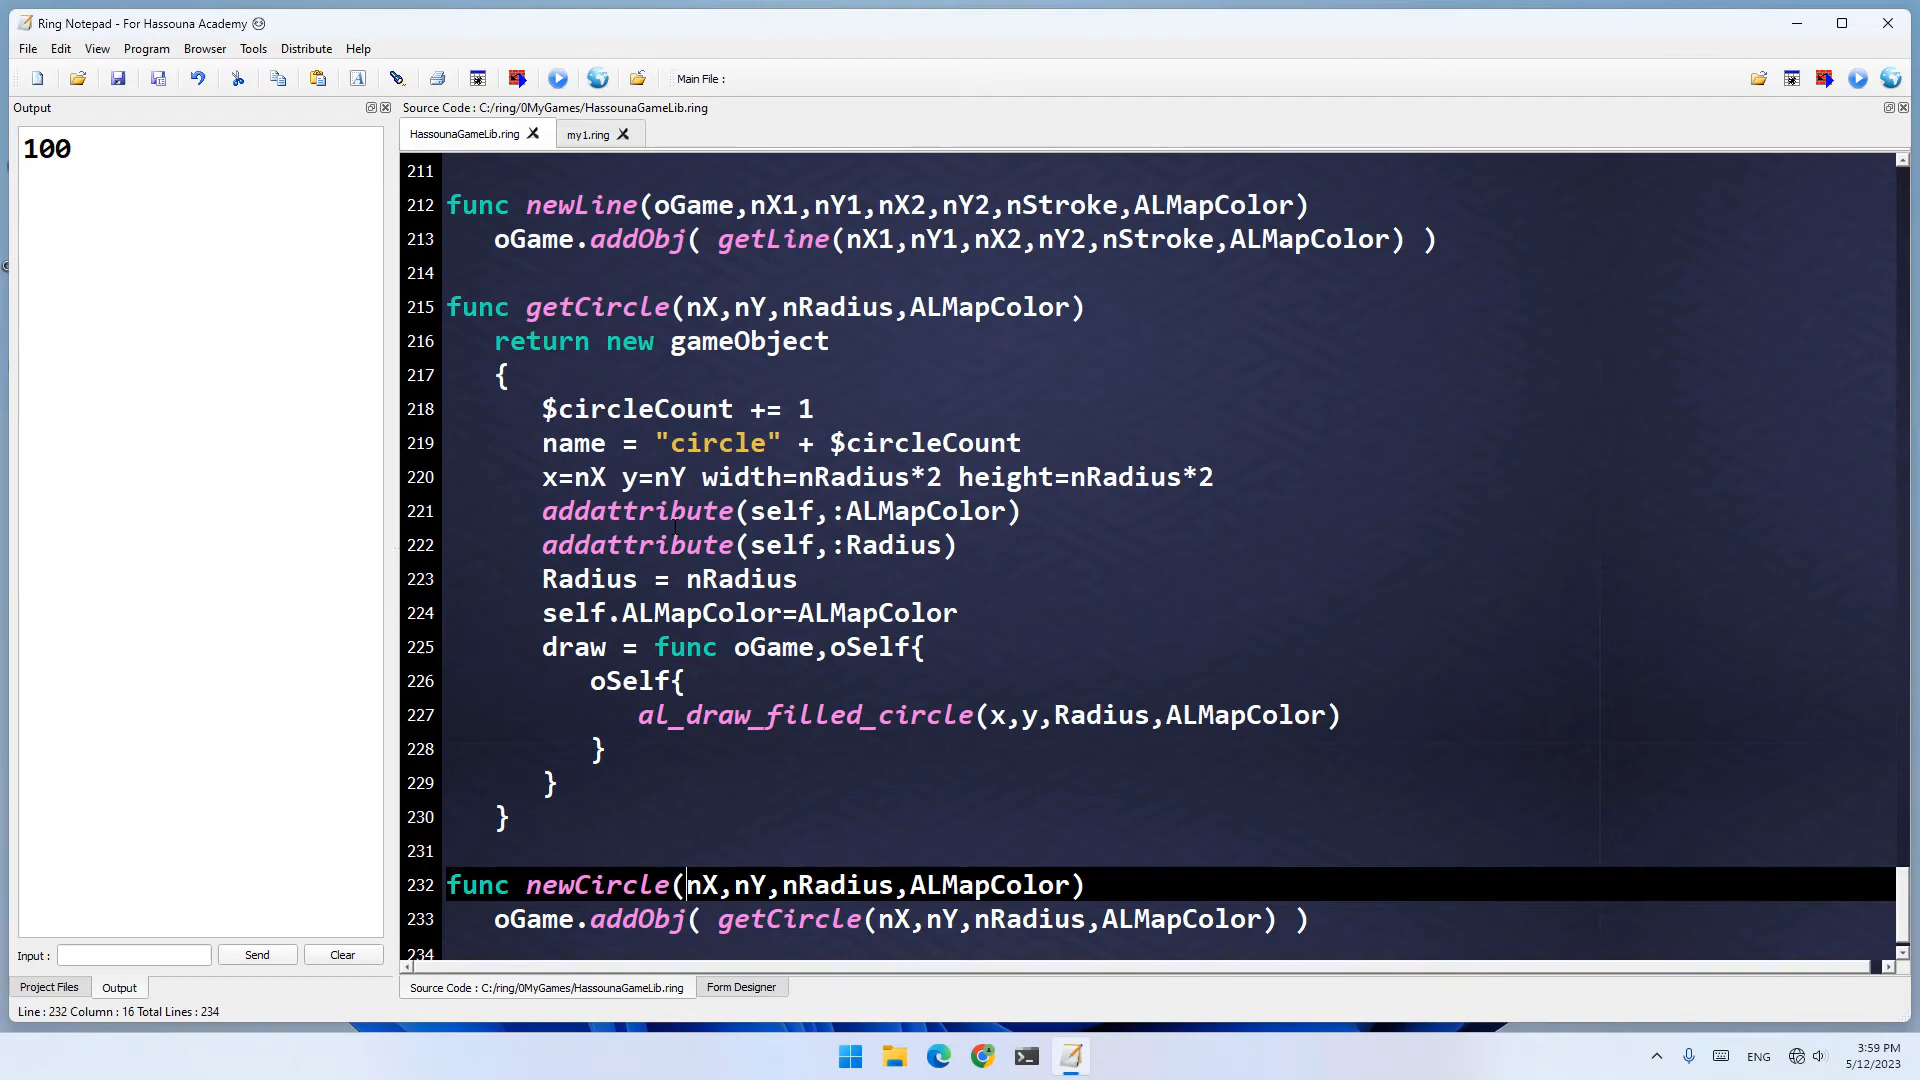 Ring Notepad - For Hassouna Academy
File Edit View Program Browser Tools Distribute Help
Main File :
Output
Source Code : C:/ring/0MyGames/HassounaGameLib.ring
HassounaGameLib.ring my1.ring
100
211
212 func newLine(oGame,nX1,nY1,nX2,nY2,nStroke,ALMapColor)
213 oGame.addObj( getLine(nX1,nY1,nX2,nY2,nStroke,ALMapColor) )
214
215 func getCircle(nX,nY,nRadius,ALMapColor)
216 return new gameObject
217 {
218 $circleCount += 1
219 name = "circle" + $circleCount
220 x=nX y=nY width=nRadius*2 height=nRadius*2
221 addattribute(self,:ALMapColor)
222 addattribute(self,:Radius)
223 Radius = nRadius
224 self.ALMapColor=ALMapColor
225 draw = func oGame,oSelf{
226 oSelf{
227 al_draw_filled_circle(x,y,Radius,ALMapColor)
228 }
229 }
230 }
231
232 func newCircle(nX,nY,nRadius,ALMapColor)
233 oGame.addObj( getCircle(nX,nY,nRadius,ALMapColor) )
234
Input : Send Clear
Project Files Output
Source Code : C:/ring/0MyGames/HassounaGameLib.ring Form Designer
Line : 232 Column : 16 Total Lines : 234
ENG
3:59 PM
5/12/2023